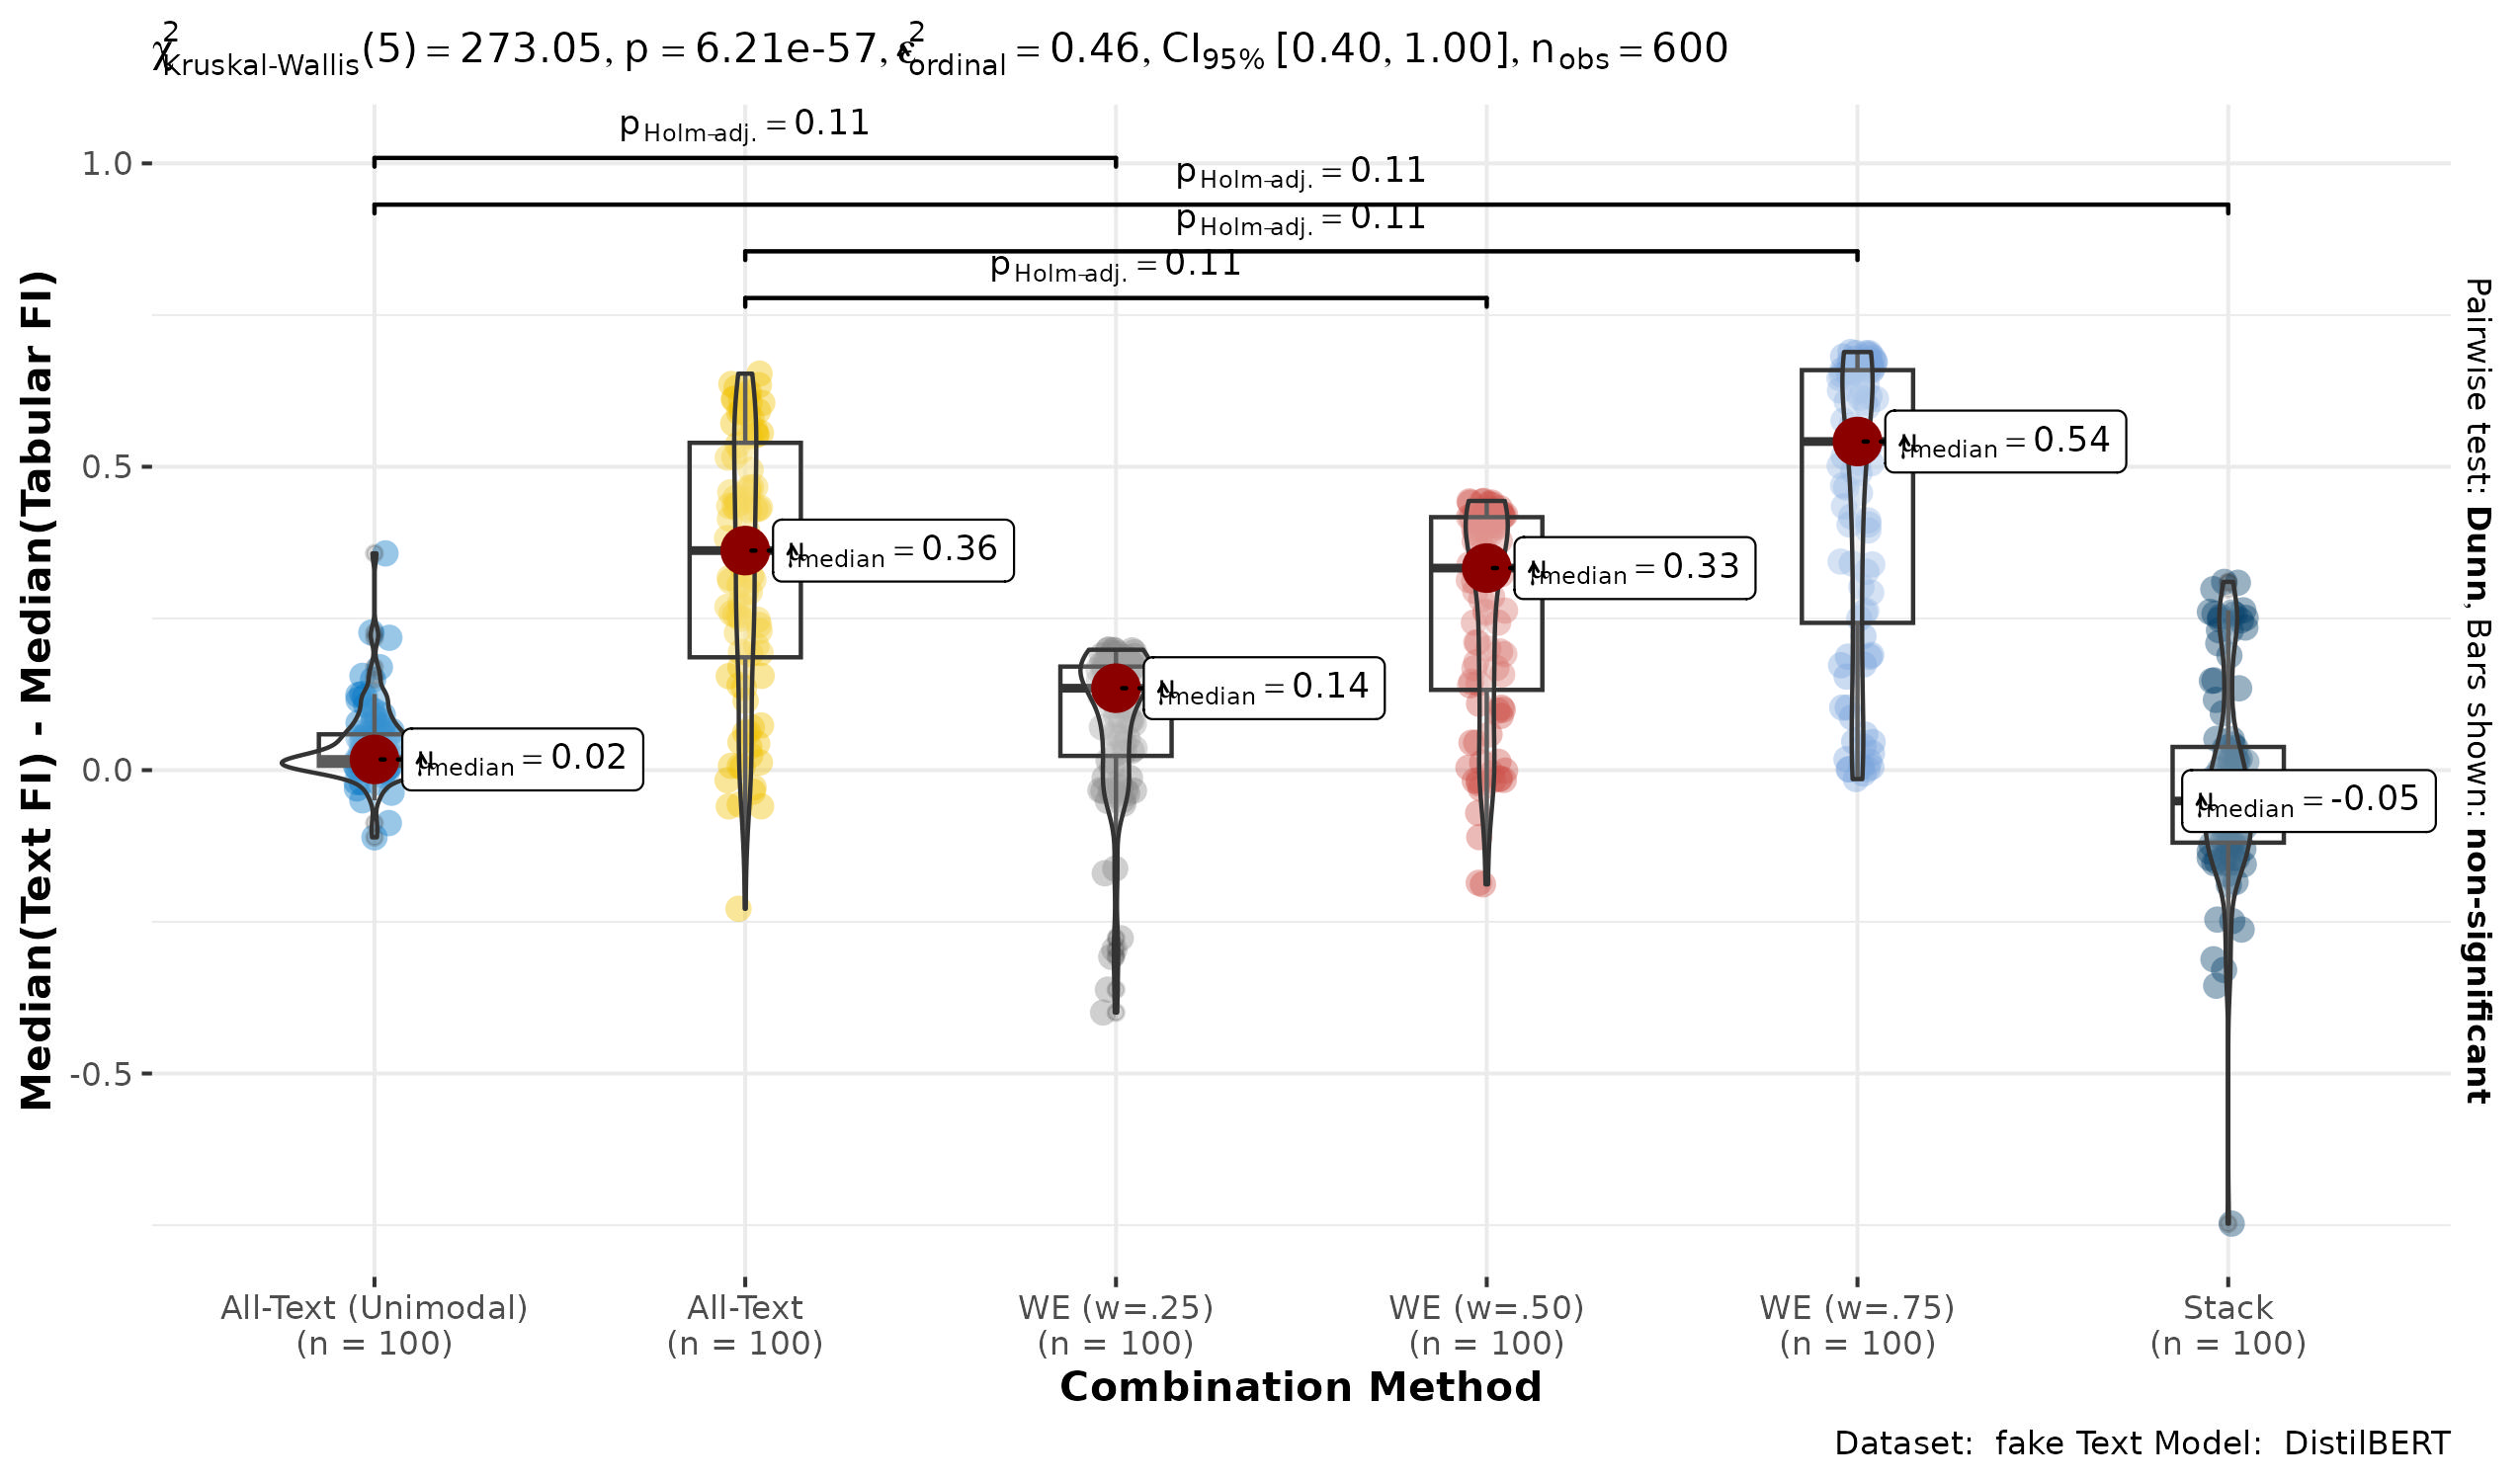 χ²Kruskal-Wallis(5) = 273.05, p = 6.21e-57, ε²ordinal = 0.46, CI95% [0.40, 1.00], nobs = 600
pHolm-adj. = 0.11
pHolm-adj. = 0.11
pHolm-adj. = 0.11
pHolm-adj. = 0.11
1.0
0.5
0.0
-0.5
Median(Text FI) - Median(Tabular FI)
μ̂median = 0.02
μ̂median = 0.36
μ̂median = 0.14
μ̂median = 0.33
μ̂median = 0.54
μ̂median = -0.05
Pairwise test: Dunn, Bars shown: non-significant
All-Text (Unimodal)
(n = 100)
All-Text
(n = 100)
WE (w=.25)
(n = 100)
WE (w=.50)
(n = 100)
WE (w=.75)
(n = 100)
Stack
(n = 100)
Combination Method
Dataset: fake Text Model: DistilBERT